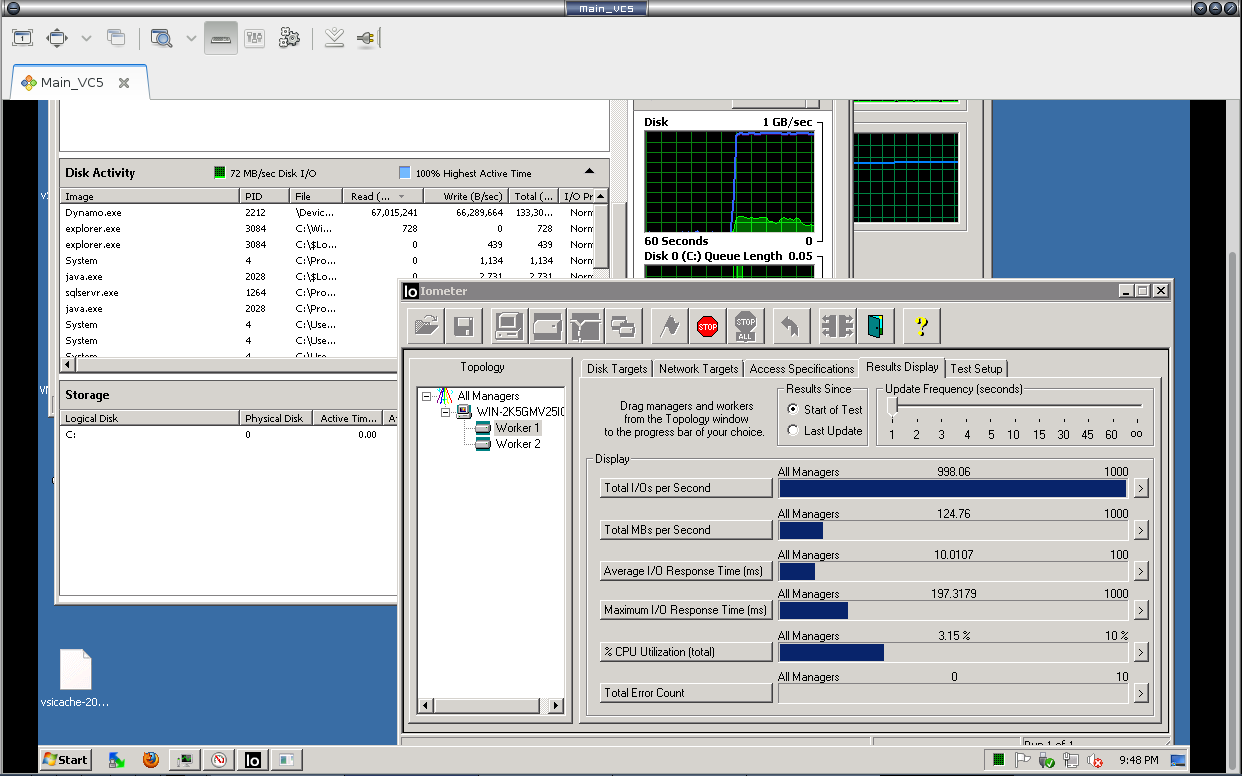 Main_VC5
1
Main_VC5
Disk Activity 72 MB/sec Disk I/O 100% Highest Active Time
Image PID File Read (... Write (B/sec) Total (... I/O Pr
Dynamo.exe 2212 \Devic... 67,015,241 66,289,664 133,30... Norm
explorer.exe 3084 C:\Wi... 728 0 728 Norm
explorer.exe 3084 C:\$Lo... 0 439 439 Norm
System 4 C:\Pro... 0 1,134 1,134 Norm
java.exe 2028 C:\$Lo... 0 2,731 2,731 Norm
sqlservr.exe 1264 C:\Pro...
java.exe 2028 C:\Pro...
System 4 C:\Use...
System 4 C:\Use...
System 4 C:\Use...
Storage
Logical Disk Physical Disk Active Tim...
C: 0 0.00
Disk 1 GB/sec
60 Seconds 0
Disk 0 (C:) Queue Length 0.05
Iometer
STOP
STOP ALL
Topology
All Managers
WIN-2K5GMV25I
Worker 1
Worker 2
Disk Targets Network Targets Access Specifications Results Display Test Setup
Drag managers and workers
from the Topology window
to the progress bar of your choice.
Results Since
Start of Test
Last Update
Update Frequency (seconds)
1 2 3 4 5 10 15 30 45 60 oo
Display
All Managers 998.06 1000
Total I/Os per Second
All Managers 124.76 1000
Total MBs per Second
All Managers 10.0107 100
Average I/O Response Time (ms)
All Managers 197.3179 1000
Maximum I/O Response Time (ms)
All Managers 3.15 % 10 %
% CPU Utilization (total)
All Managers 0 10
Total Error Count
Run 1 of 1
vsicache-20...
Start
9:48 PM